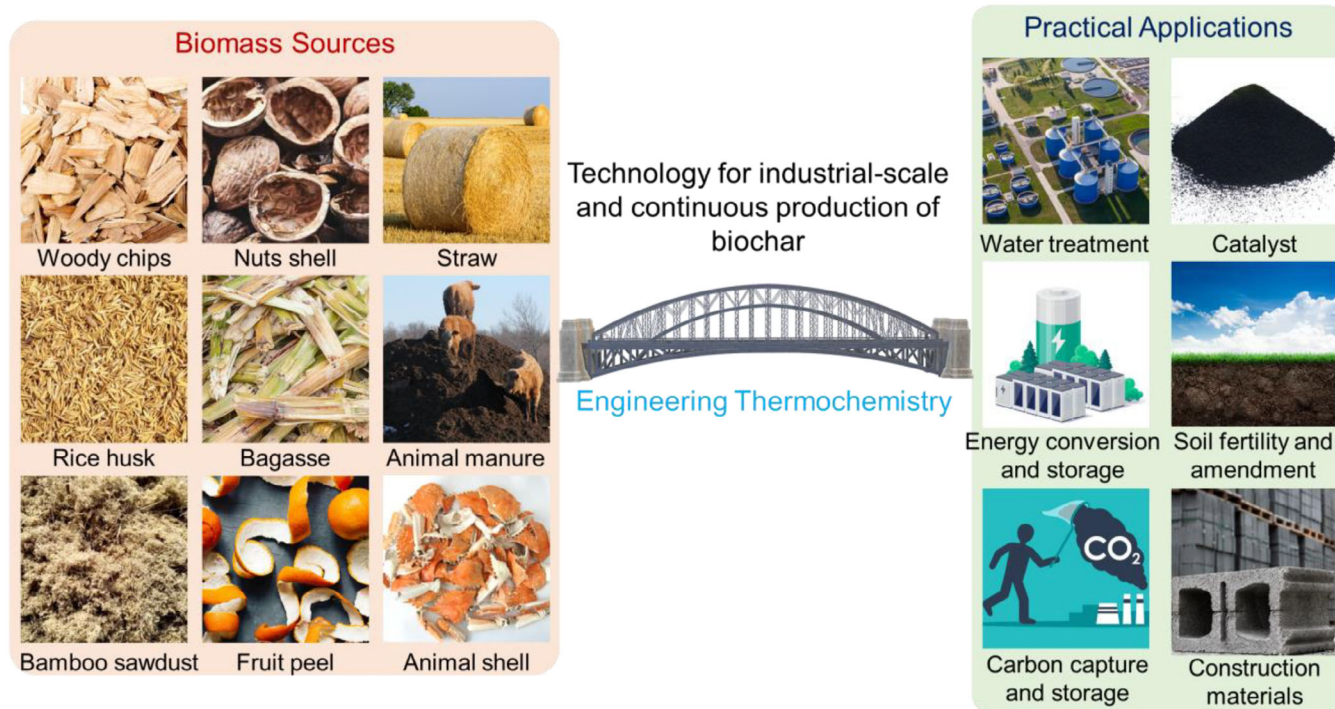 Biomass Sources
Woody chips
Nuts shell
Straw
Rice husk
Bagasse
Animal manure
Bamboo sawdust
Fruit peel
Animal shell
Technology for industrial-scale
and continuous production of
biochar
Engineering Thermochemistry
Practical Applications
Water treatment
Catalyst
Energy conversion
and storage
Soil fertility and
amendment
CO2
Carbon capture
and storage
Construction
materials